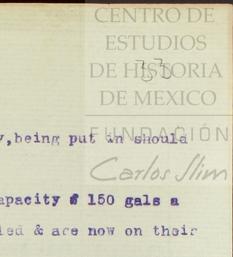 CENTRO DE
ESTUDIOS
DE HISTORIA
DE MEXICO
FUNDACIÓN
Carlos Slim
33
,being put in should
apacity 150 gals a
ied & are now on their